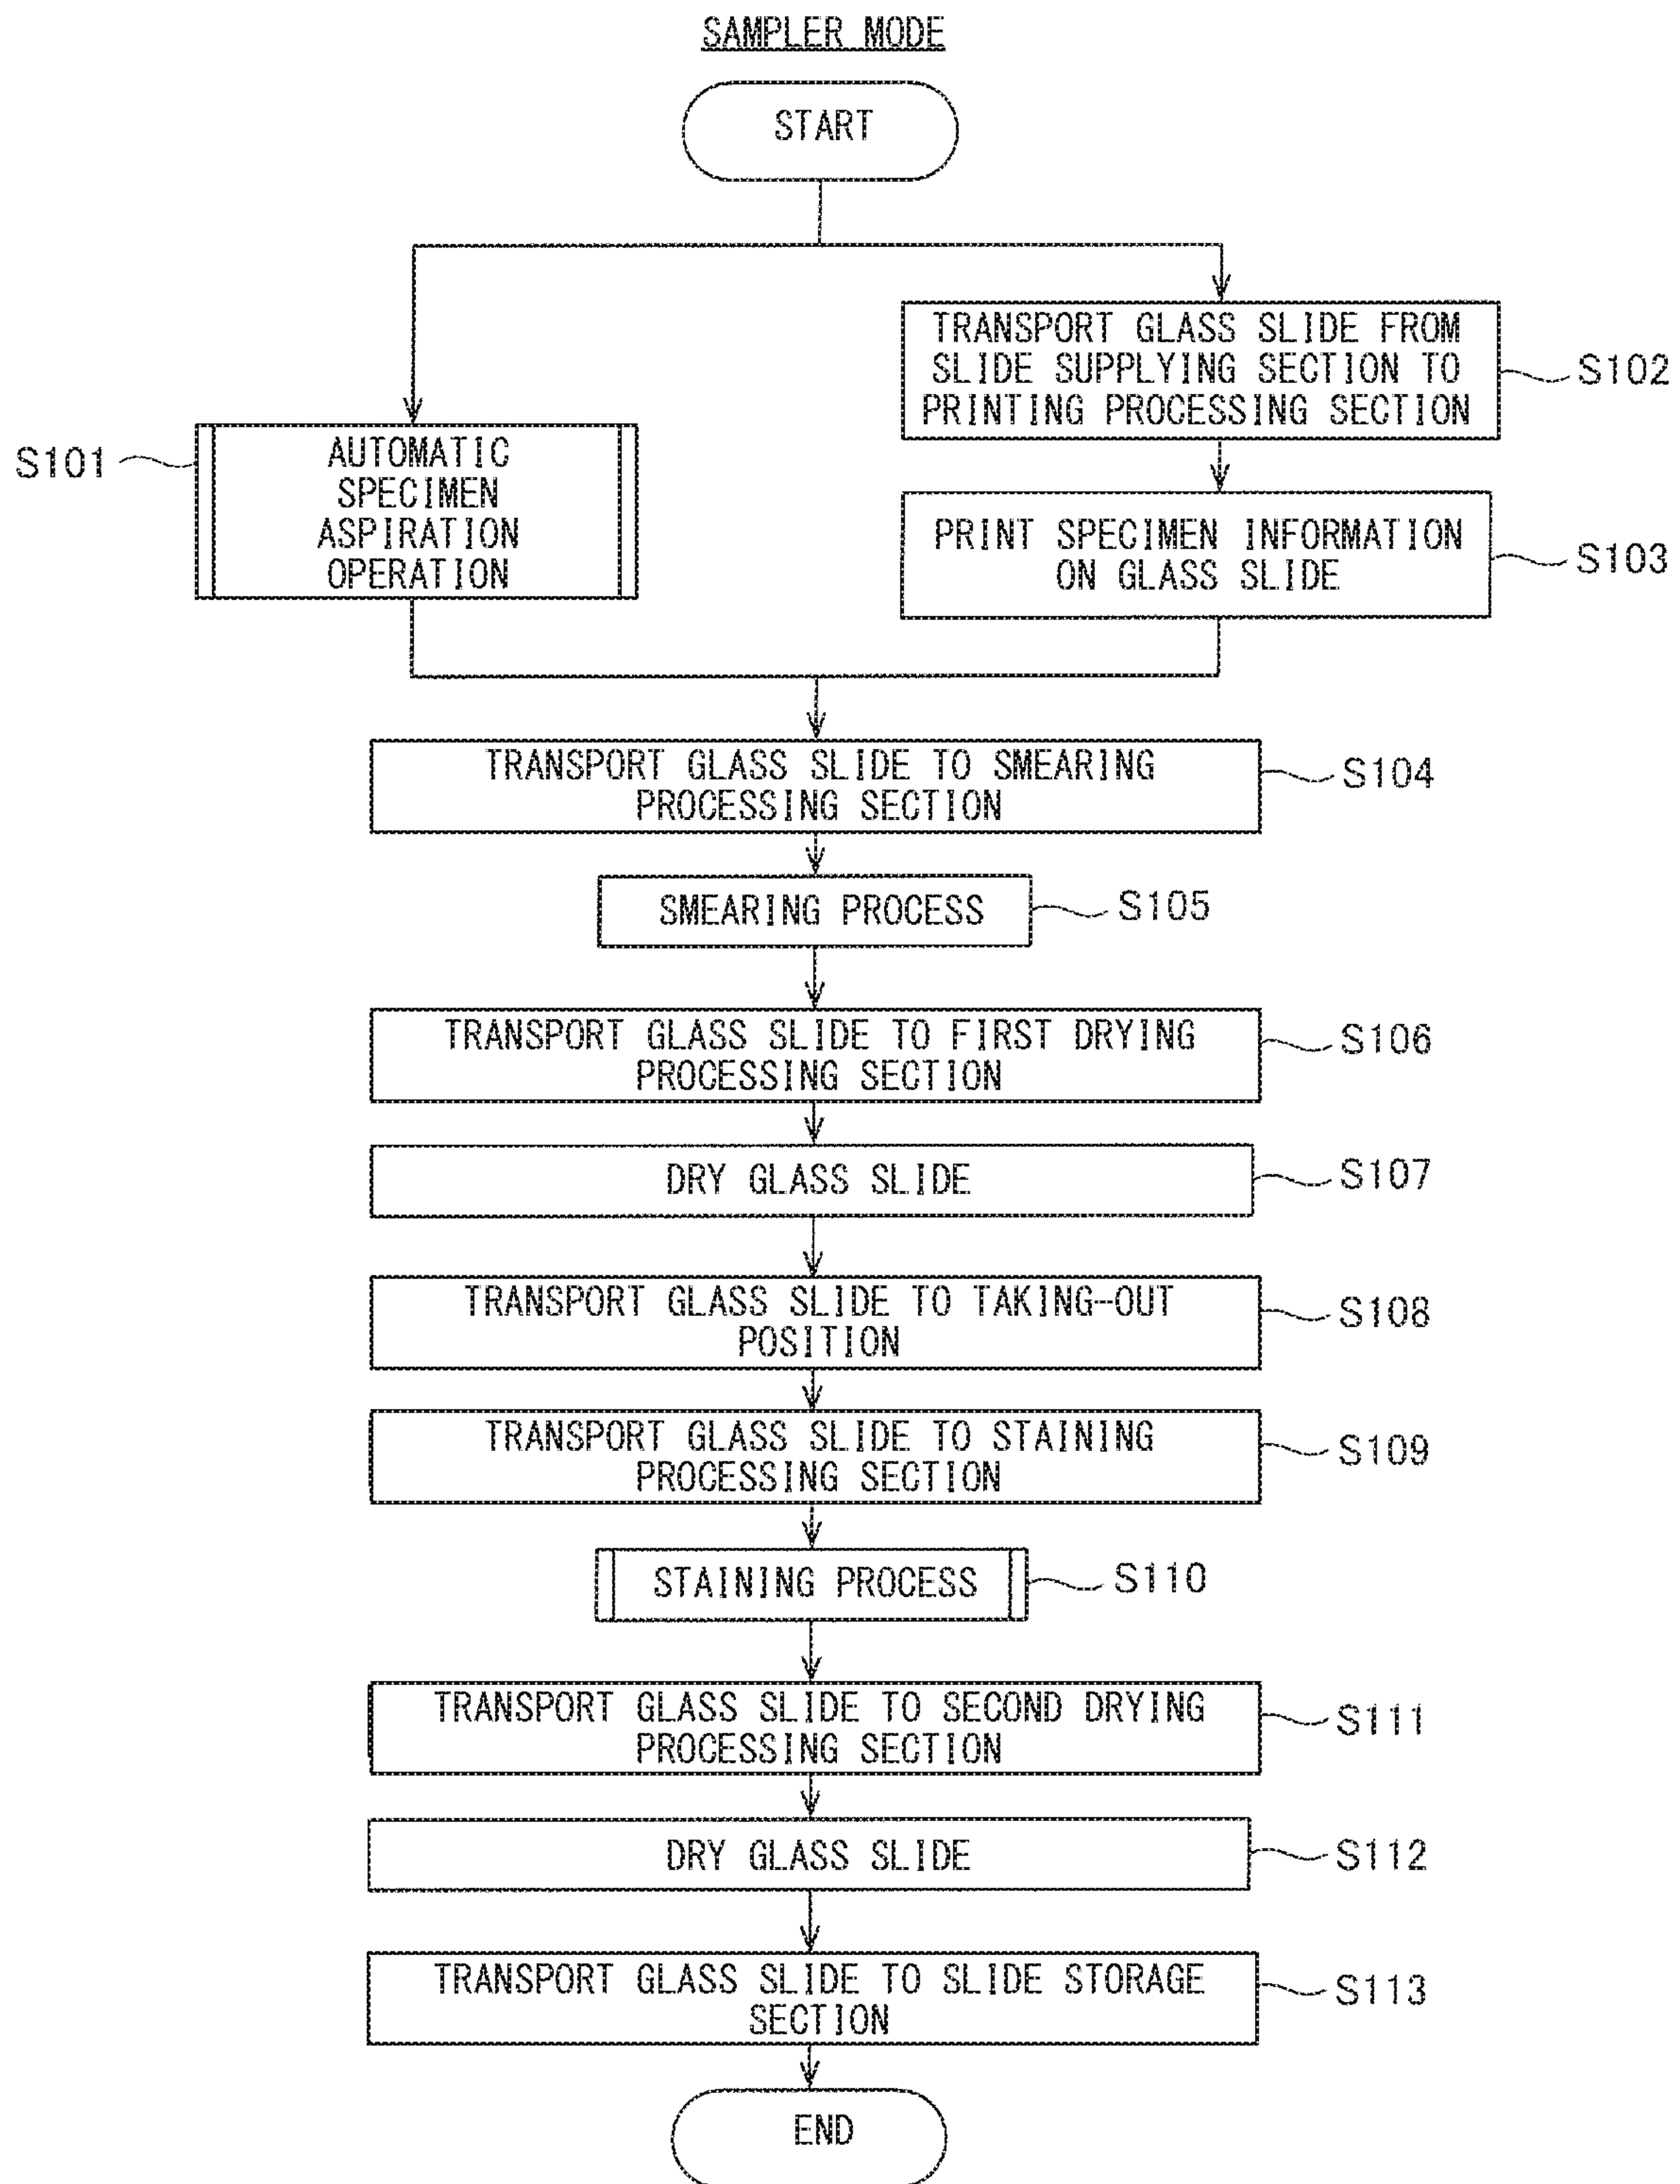 SAMPLER MODE
START
TRANSPORT GLASS SLIDE FROM
SLIDE SUPPLYING SECTION TO
PRINTING PROCESSING SECTION
S102
S101
AUTOMATIC
SPECIMEN
ASPIRATION
OPERATION
PRINT SPECIMEN INFORMATION
ON GLASS SLIDE
S103
TRANSPORT GLASS SLIDE TO SMEARING
PROCESSING SECTION
S104
SMEARING PROCESS
S105
TRANSPORT GLASS SLIDE TO FIRST DRYING
PROCESSING SECTION
S106
DRY GLASS SLIDE
S107
TRANSPORT GLASS SLIDE TO TAKING-OUT
POSITION
S108
TRANSPORT GLASS SLIDE TO STAINING
PROCESSING SECTION
S109
STAINING PROCESS
S110
TRANSPORT GLASS SLIDE TO SECOND DRYING
PROCESSING SECTION
S111
DRY GLASS SLIDE
S112
TRANSPORT GLASS SLIDE TO SLIDE STORAGE
SECTION
S113
END